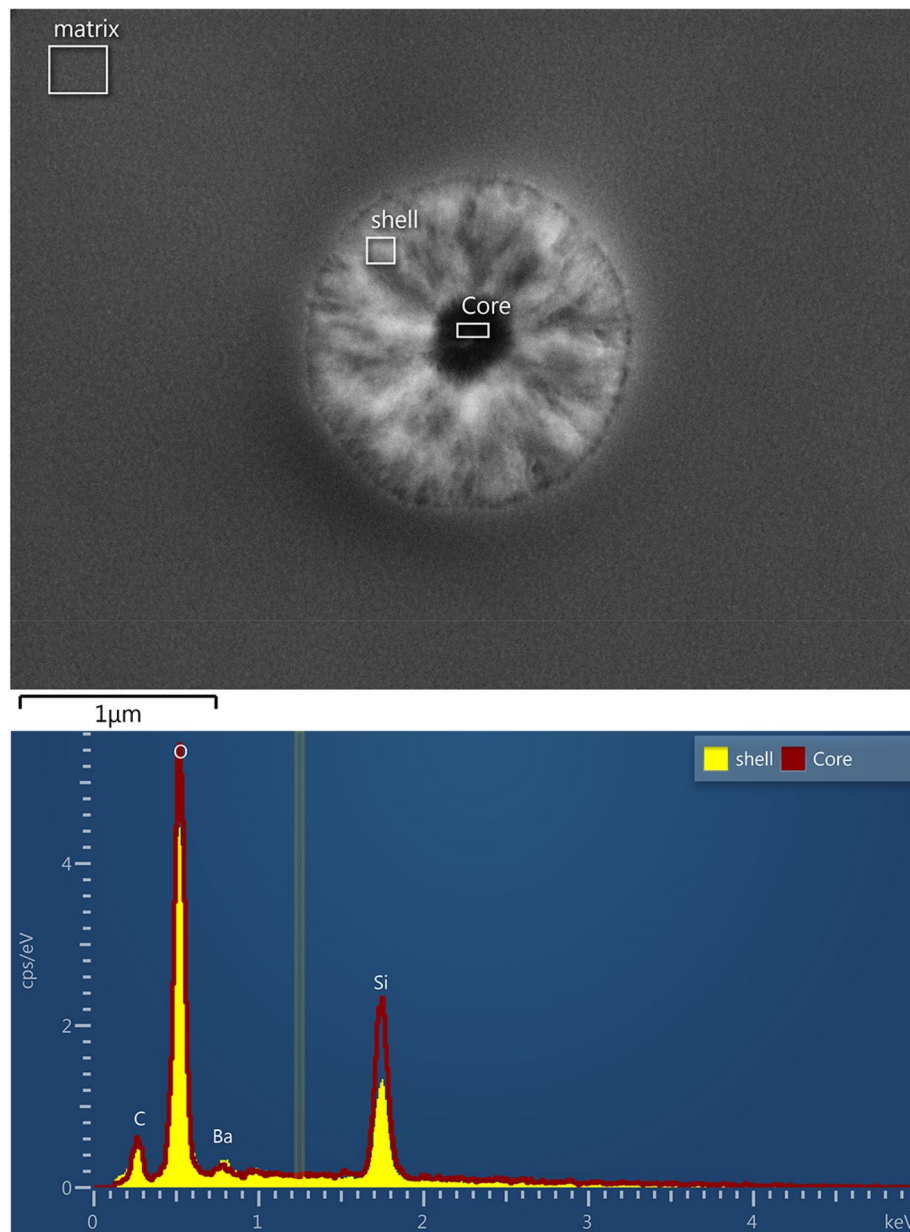 matrix
shell
Core
1μm
O
shell Core
4
cps/eV
Si
2
C
Ba
0
0 1 2 3 4 keV